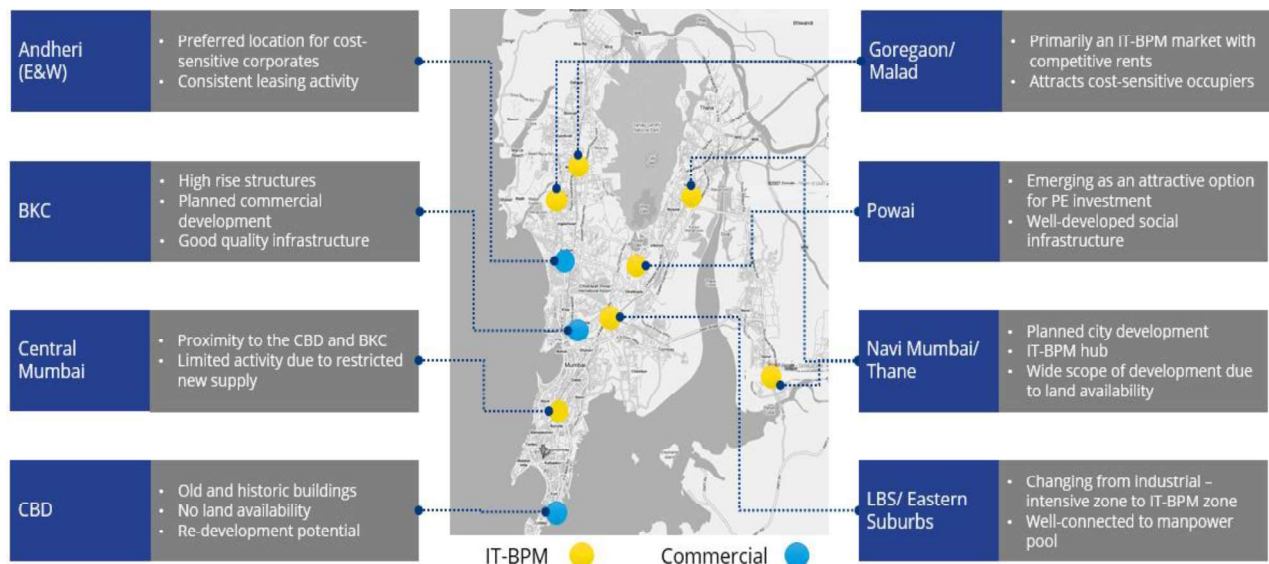 Andheri
(E&W)
• Preferred location for cost-
sensitive corporates
• Consistent leasing activity
BKC
• High rise structures
• Planned commercial
development
• Good quality infrastructure
Central
Mumbai
• Proximity to the CBD and BKC
• Limited activity due to restricted
new supply
CBD
• Old and historic buildings
• No land availability
• Re-development potential
Thana
Mumbai
IT-BPM
Commercial
Goregaon/
Malad
• Primarily an IT-BPM market with
competitive rents
• Attracts cost-sensitive occupiers
Powai
• Emerging as an attractive option
for PE investment
• Well-developed social
infrastructure
Navi Mumbai/
Thane
• Planned city development
• IT-BPM hub
• Wide scope of development due
to land availability
LBS/ Eastern
Suburbs
• Changing from industrial –
intensive zone to IT-BPM zone
• Well-connected to manpower
pool